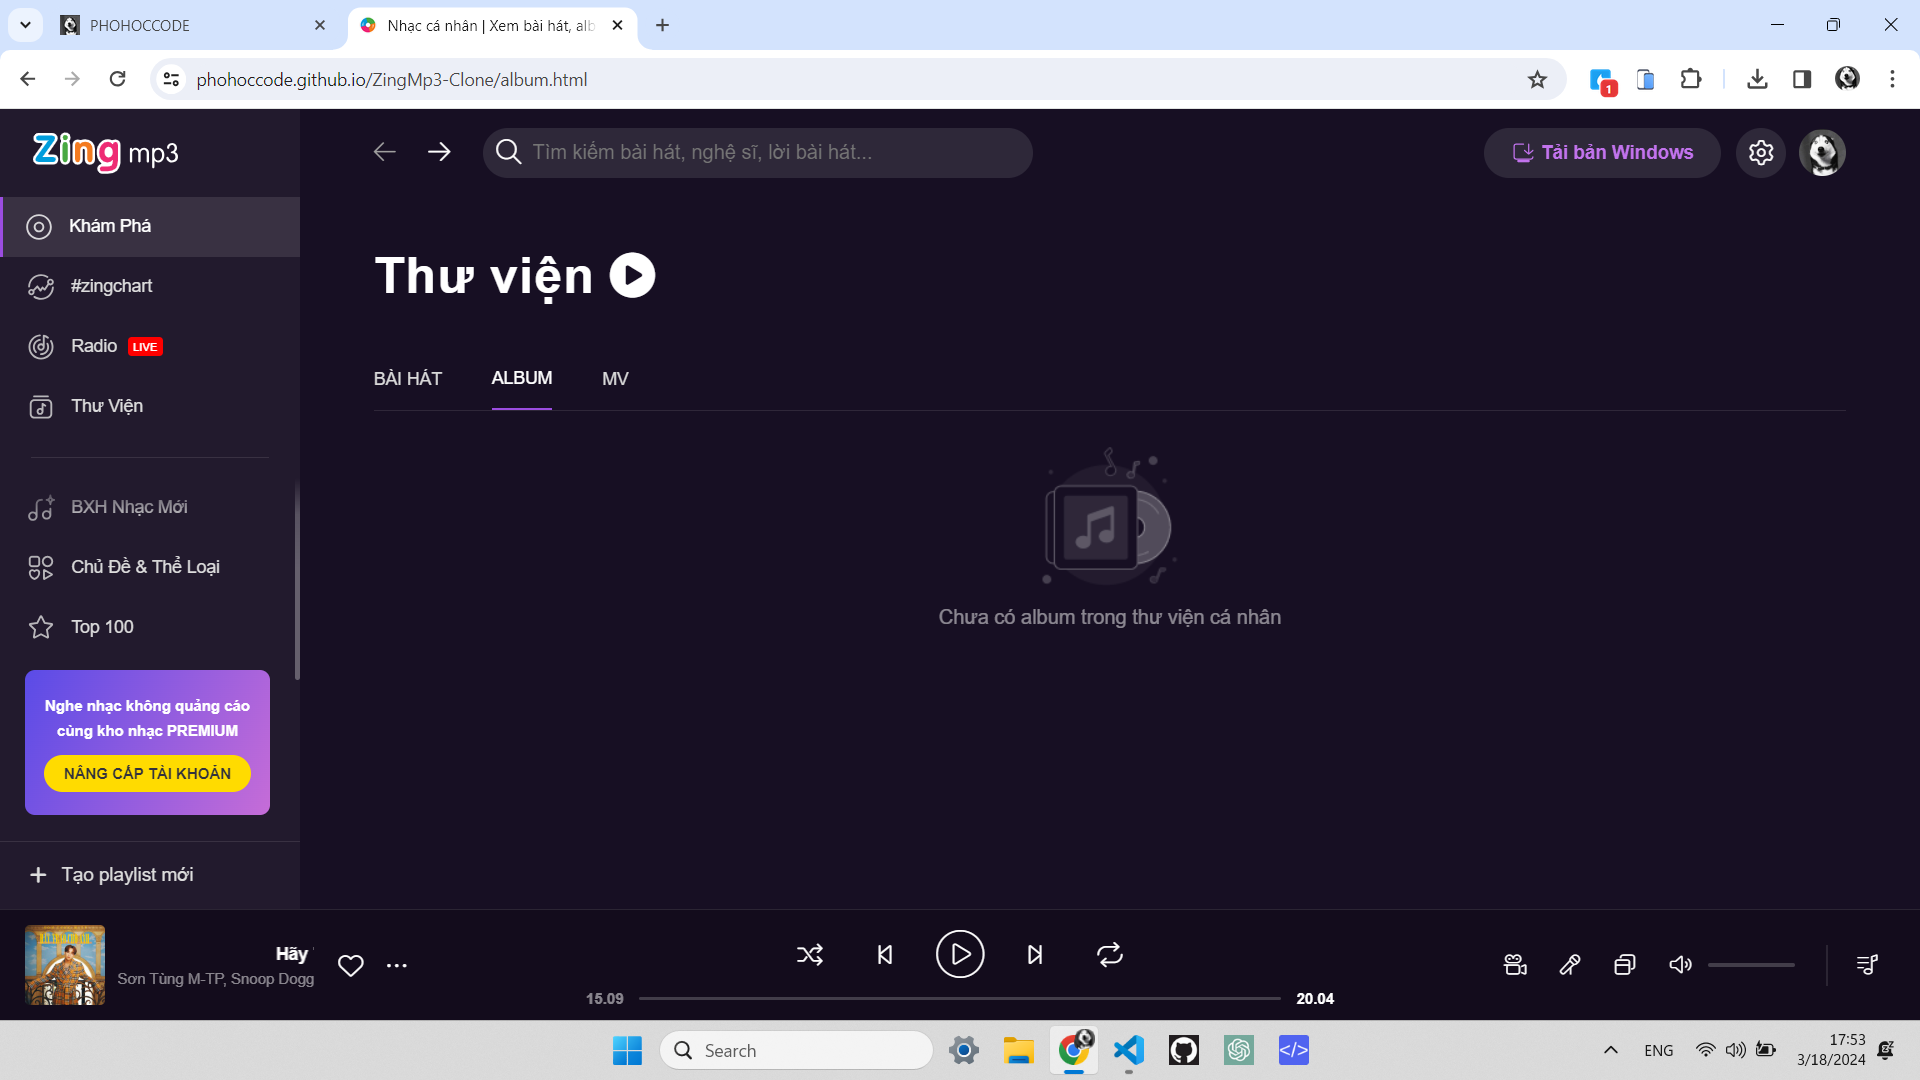 PHOHOCCODE
Nhạc cá nhân | Xem bài hát, alb
phohoccode.github.io/ZingMp3-Clone/album.html
1
Zing mp3
Tìm kiếm bài hát, nghệ sĩ, lời bài hát...
Tải bản Windows
Khám Phá
#zingchart
Radio LIVE
Thư Viện
BXH Nhạc Mới
Chủ Đề & Thể Loại
Top 100
Nghe nhạc không quảng cáo
cùng kho nhạc PREMIUM
NÂNG CẤP TÀI KHOẢN
Tạo playlist mới
Thư viện
BÀI HÁT
ALBUM
MV
Chưa có album trong thư viện cá nhân
Hãy
Sơn Tùng M-TP, Snoop Dogg
15.09
20.04
Search
ENG
17:53
3/18/2024